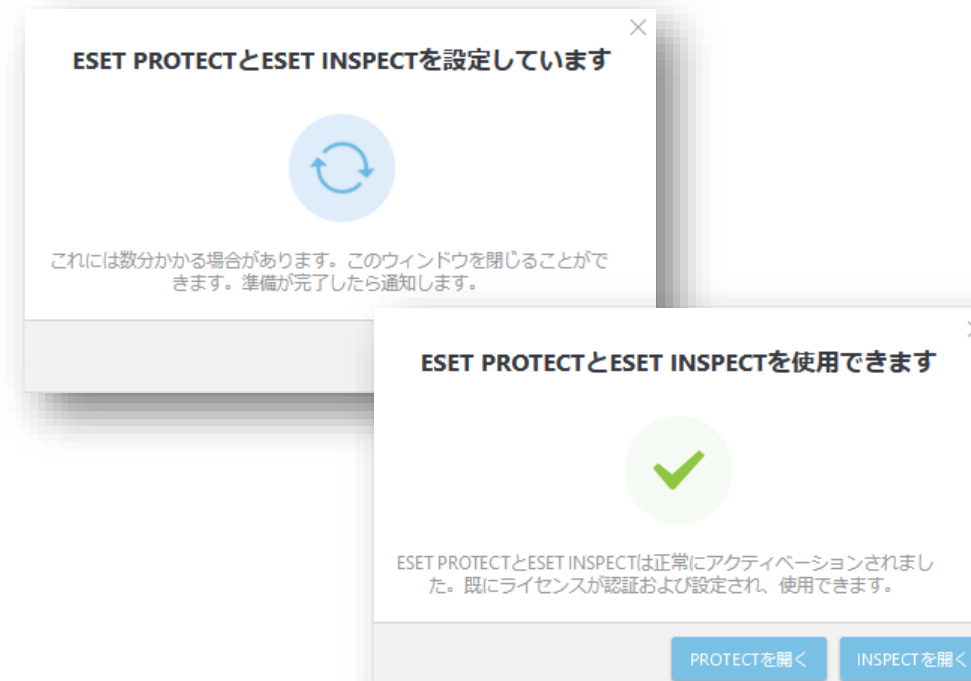 ESET PROTECTとESET INSPECTを設定しています
これには数分かかる場合があります。このウィンドウを閉じることがで
きます。準備が完了したら通知します。
ESET PROTECTとESET INSPECTを使用できます
ESET PROTECTとESET INSPECTは正常にアクティベーションされまし
た。既にライセンスが認証および設定され、使用できます。
PROTECTを開く
INSPECTを開く